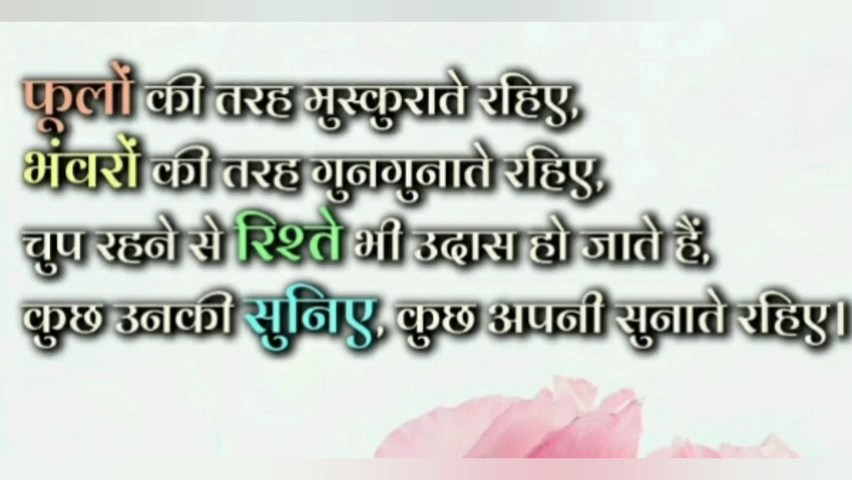 फूलों की तरह मुस्कुराते रहिए,
भंवरों की तरह गुनगुनाते रहिए,
चुप रहने से रिश्ते भी उदास हो जाते हैं,
कुछ उनकी सुनिए, कुछ अपनी सुनाते रहिए।